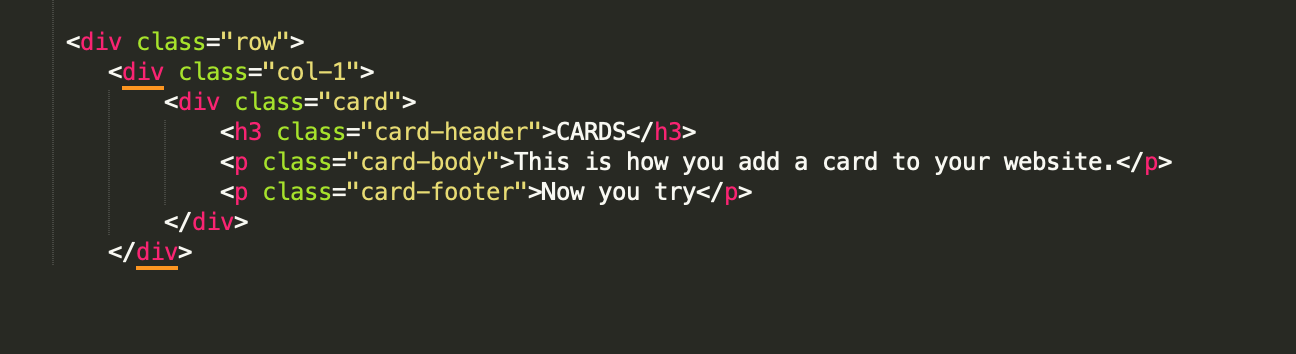 <div class="row">
<div class="col-1">
<div class="card">
<h3 class="card-header">CARDS</h3>
<p class="card-body">This is how you add a card to your website.</p>
<p class="card-footer">Now you try</p>
</div>
</div>